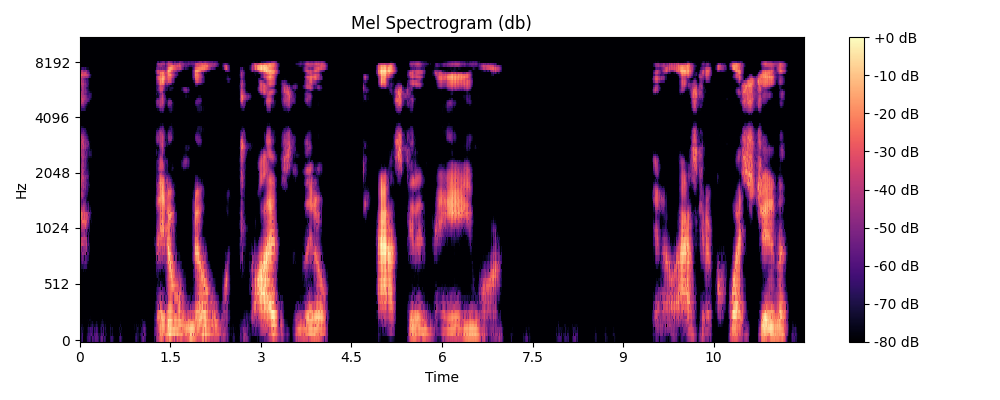 Mel Spectrogram (db)
8192
4096
2048
1024
512
0
Hz
0 1.5 3 4.5 6 7.5 9 10
Time
+0 dB
-10 dB
-20 dB
-30 dB
-40 dB
-50 dB
-60 dB
-70 dB
-80 dB